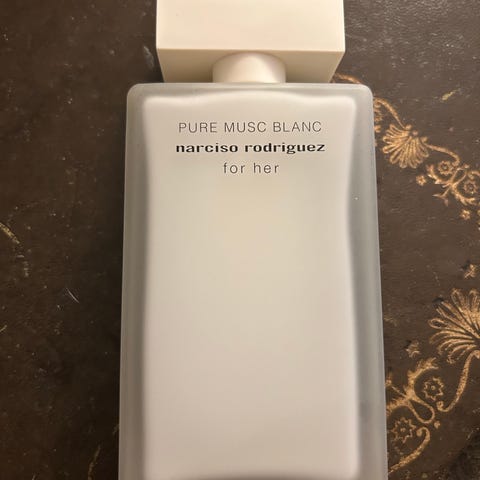 PURE MUSC BLANC
narciso rodriguez
for her